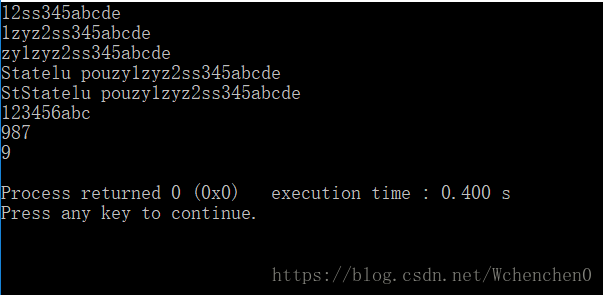 12ss345abcde
1zyz2ss345abcde
zy1zyz2ss345abcde
Statelu pouzy1zyz2ss345abcde
StStatelu pouzy1zyz2ss345abcde
123456abc
987
9
Process returned 0 (0x0)   execution time : 0.400 s
Press any key to continue.
https://blog.csdn.net/Wchenchen0